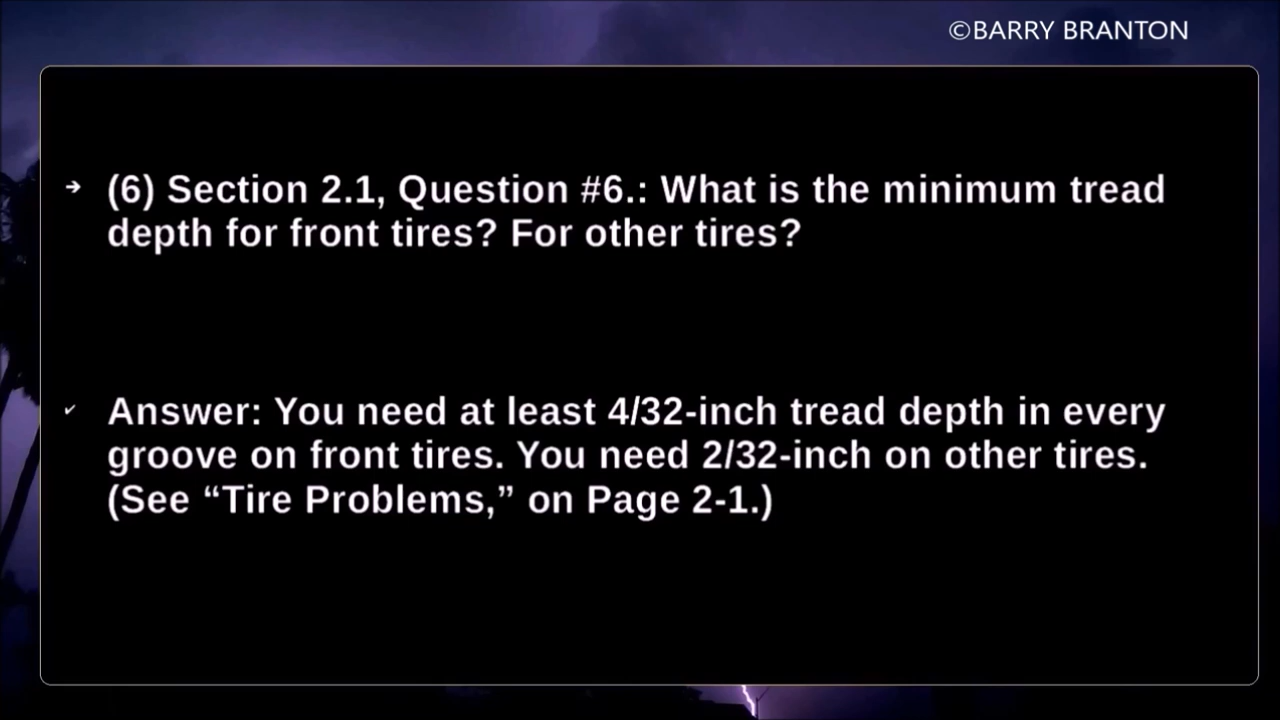 ©BARRY BRANTON
➔ (6) Section 2.1, Question #6.: What is the minimum tread
depth for front tires? For other tires?
✓ Answer: You need at least 4/32-inch tread depth in every
groove on front tires. You need 2/32-inch on other tires.
(See “Tire Problems,” on Page 2-1.)